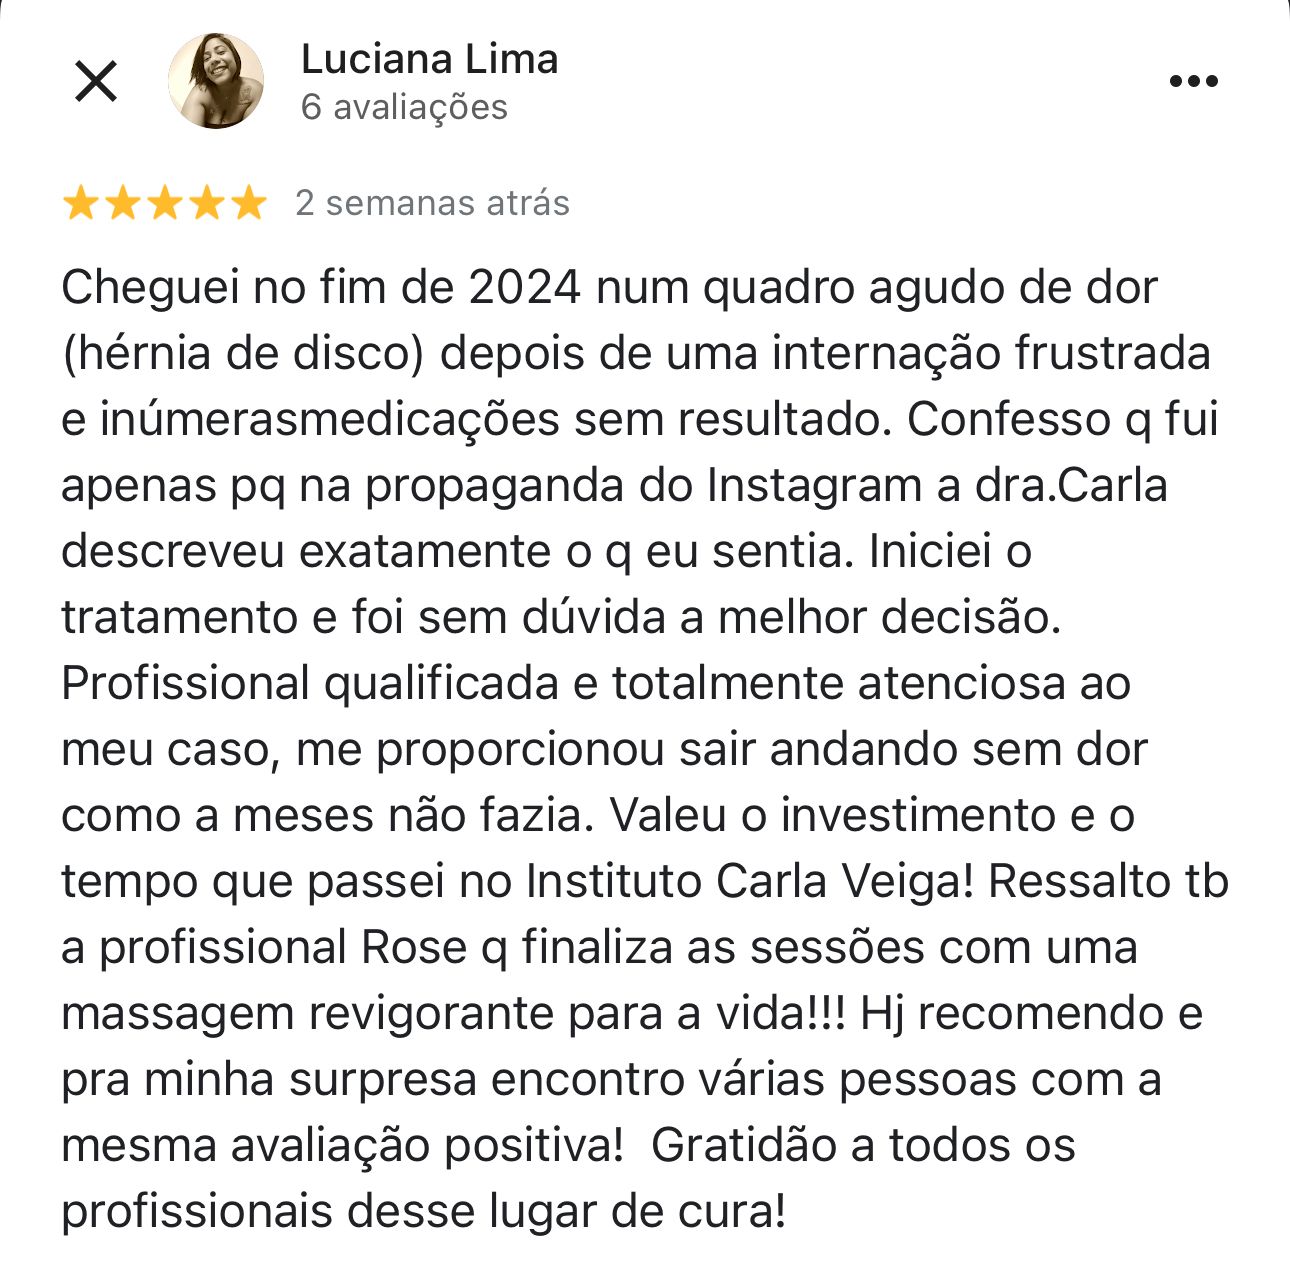 Luciana Lima
6 avaliações
2 semanas atrás
Cheguei no fim de 2024 num quadro agudo de dor
(hérnia de disco) depois de uma internação frustrada
e inúmerasmedicações sem resultado. Confesso q fui
apenas pq na propaganda do Instagram a dra.Carla
descreveu exatamente o q eu sentia. Iniciei o
tratamento e foi sem dúvida a melhor decisão.
Profissional qualificada e totalmente atenciosa ao
meu caso, me proporcionou sair andando sem dor
como a meses não fazia. Valeu o investimento e o
tempo que passei no Instituto Carla Veiga! Ressalto tb
a profissional Rose q finaliza as sessões com uma
massagem revigorante para a vida!!! Hj recomendo e
pra minha surpresa encontro várias pessoas com a
mesma avaliação positiva!  Gratidão a todos os
profissionais desse lugar de cura!